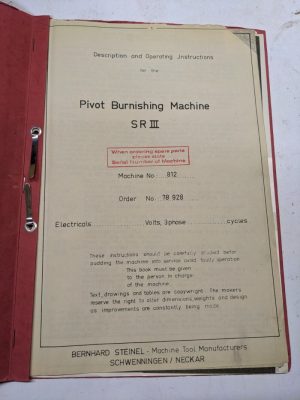 Description and Operating Instructions
for the
Pivot Burnishing Machine
SR III
When ordering spare parts
please state
Serial Number of Machine
Machine No. 812
Order No. 78 928
Electricals Volts, 3phase cycles
These instructions should be carefully studied before
pudding the machine into service avoid faulty operation
This book must be given
to the person in charge
of the machine.
Text, drawings and tables are copywright. The makers
reserve the right to alter dimensions, weights and design
as improvements are constantly being made.
BERNHARD STEINEL - Machine Tool Manufacturers
SCHWENNINGEN / NECKAR